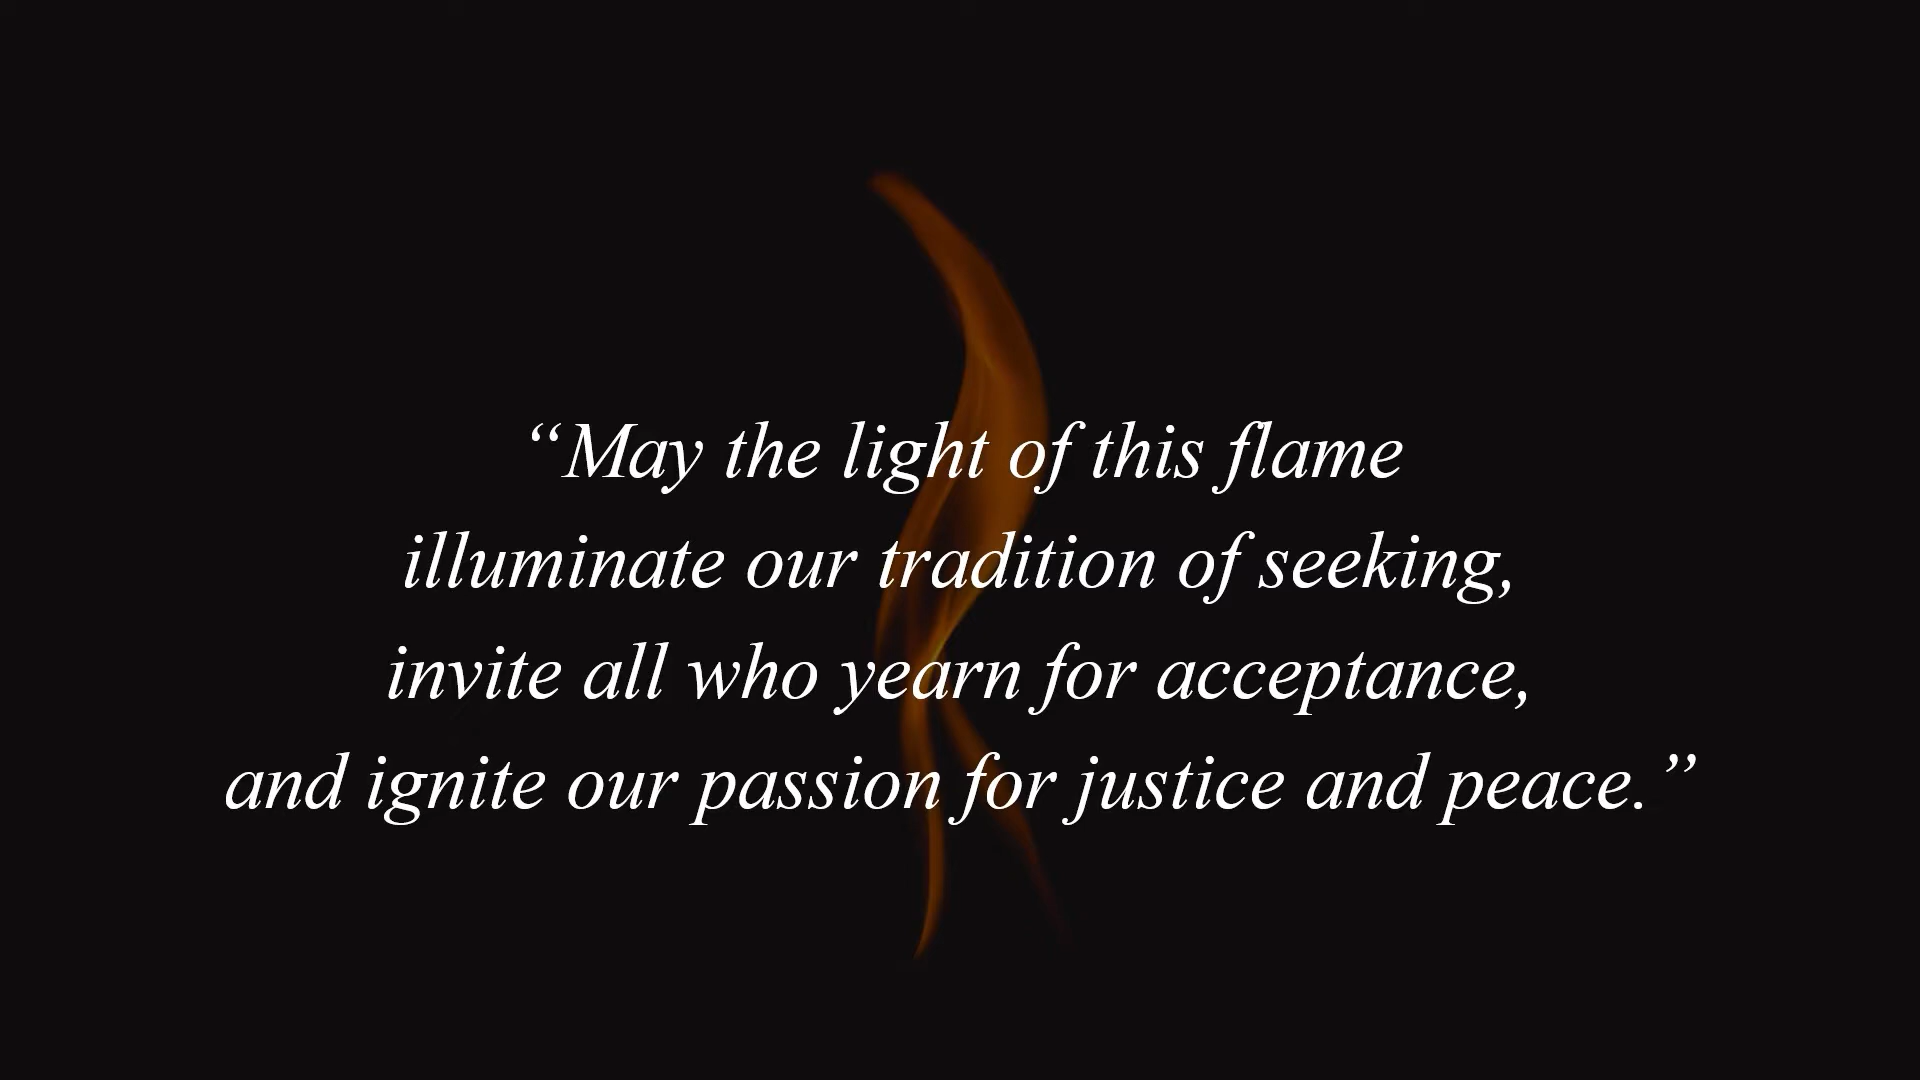 “May the light of this flame
illuminate our tradition of seeking,
invite all who yearn for acceptance,
and ignite our passion for justice and peace.”